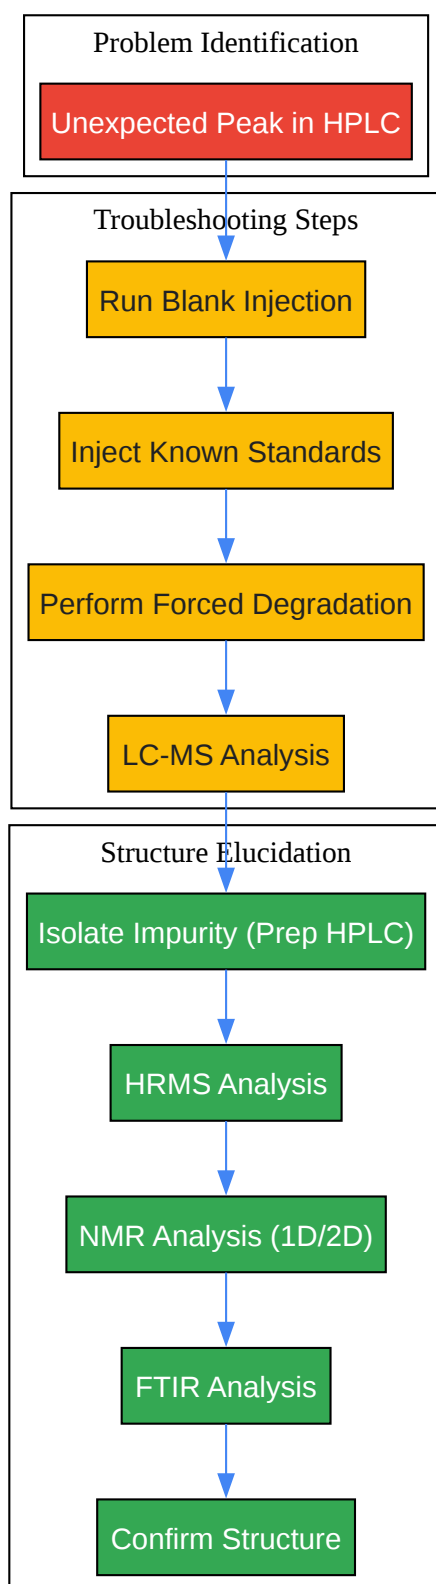 Problem Identification
Unexpected Peak in HPLC
Troubleshooting Steps
Run Blank Injection
Inject Known Standards
Perform Forced Degradation
LC-MS Analysis
Structure Elucidation
Isolate Impurity (Prep HPLC)
HRMS Analysis
NMR Analysis (1D/2D)
FTIR Analysis
Confirm Structure